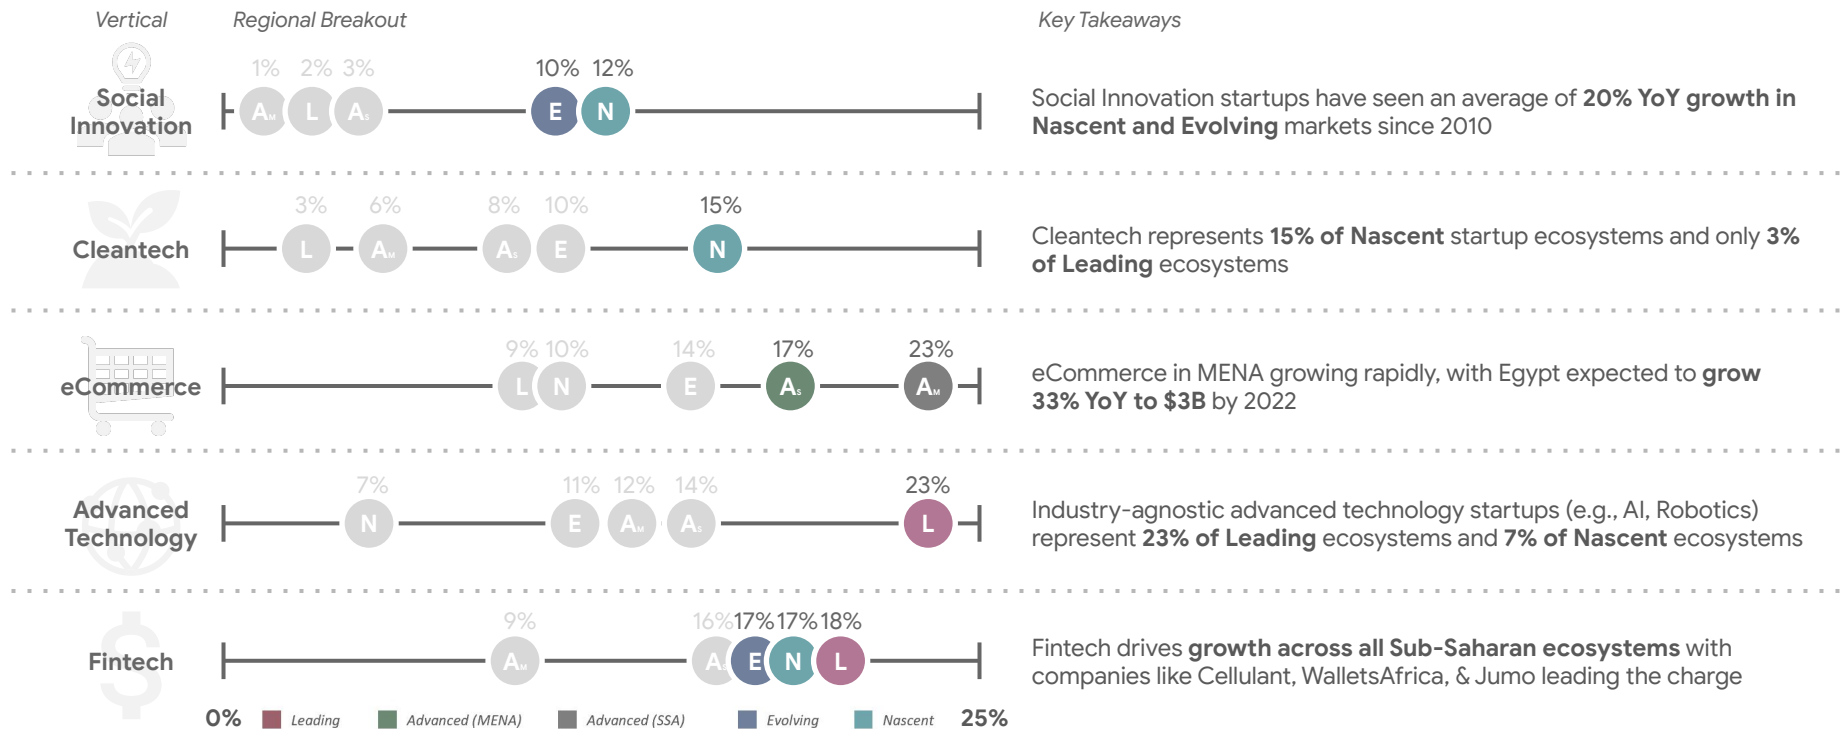 Vertical Regional Breakout Key Takeaways
1% 2% 3% 10% 12%
Social Innovation
AM L AS E N
Social Innovation startups have seen an average of 20% YoY growth in
Nascent and Evolving markets since 2010
3% 6% 8% 10% 15%
Cleantech
L AM AS E N
Cleantech represents 15% of Nascent startup ecosystems and only 3%
of Leading ecosystems
9% 10% 14% 17% 23%
eCommerce
L N E AS AM
eCommerce in MENA growing rapidly, with Egypt expected to grow
33% YoY to $3B by 2022
7% 11% 12% 14% 23%
Advanced
Technology
N E AM AS L
Industry-agnostic advanced technology startups (e.g., AI, Robotics)
represent 23% of Leading ecosystems and 7% of Nascent ecosystems
9% 16% 17% 17% 18%
Fintech
AM AS E N L
Fintech drives growth across all Sub-Saharan ecosystems with
companies like Cellulant, WalletsAfrica, & Jumo leading the charge
0% Leading Advanced (MENA) Advanced (SSA) Evolving Nascent 25%